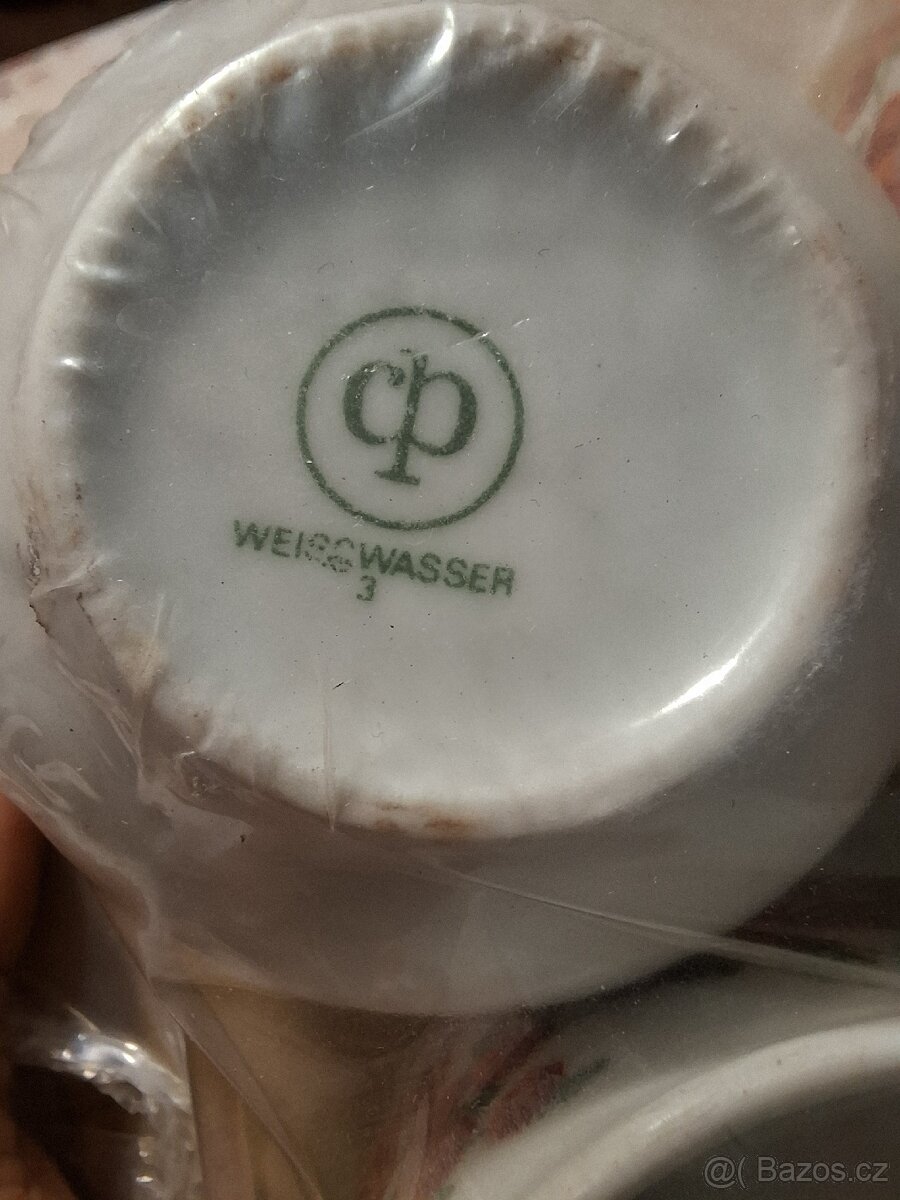 cp
WEISSWASSER
3
@( Bazos.cz